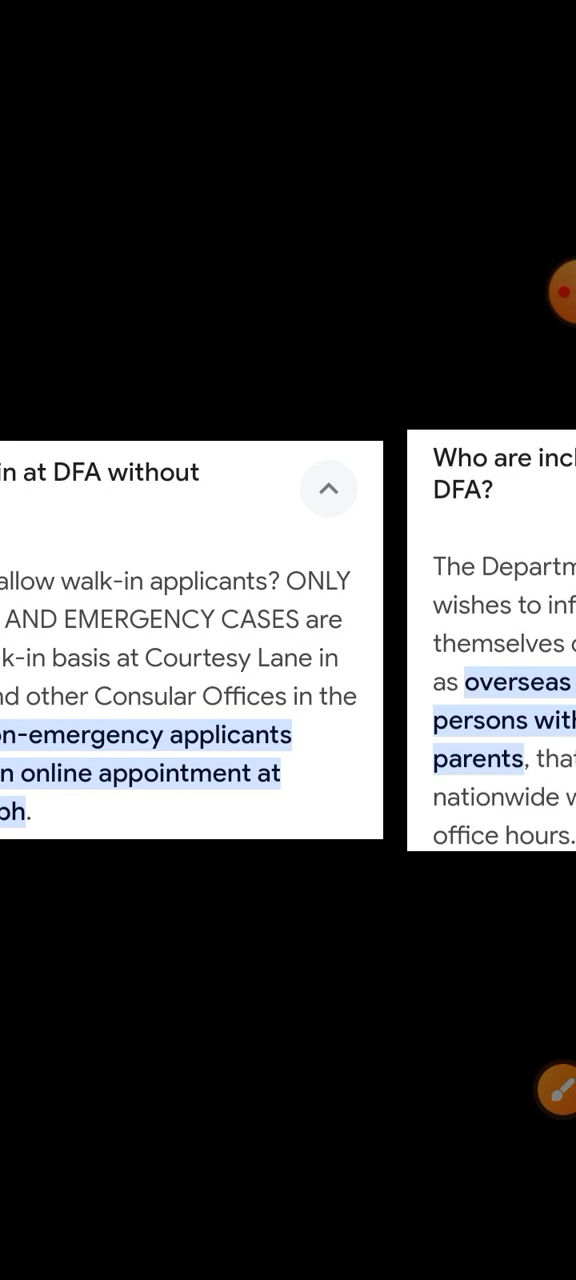 in at DFA without
allow walk-in applicants? ONLY
AND EMERGENCY CASES are
k-in basis at Courtesy Lane in
nd other Consular Offices in the
on-emergency applicants
n online appointment at
ph.
Who are incl
DFA?
The Departm
wishes to inf
themselves o
as overseas
persons with
parents, that
nationwide w
office hours.